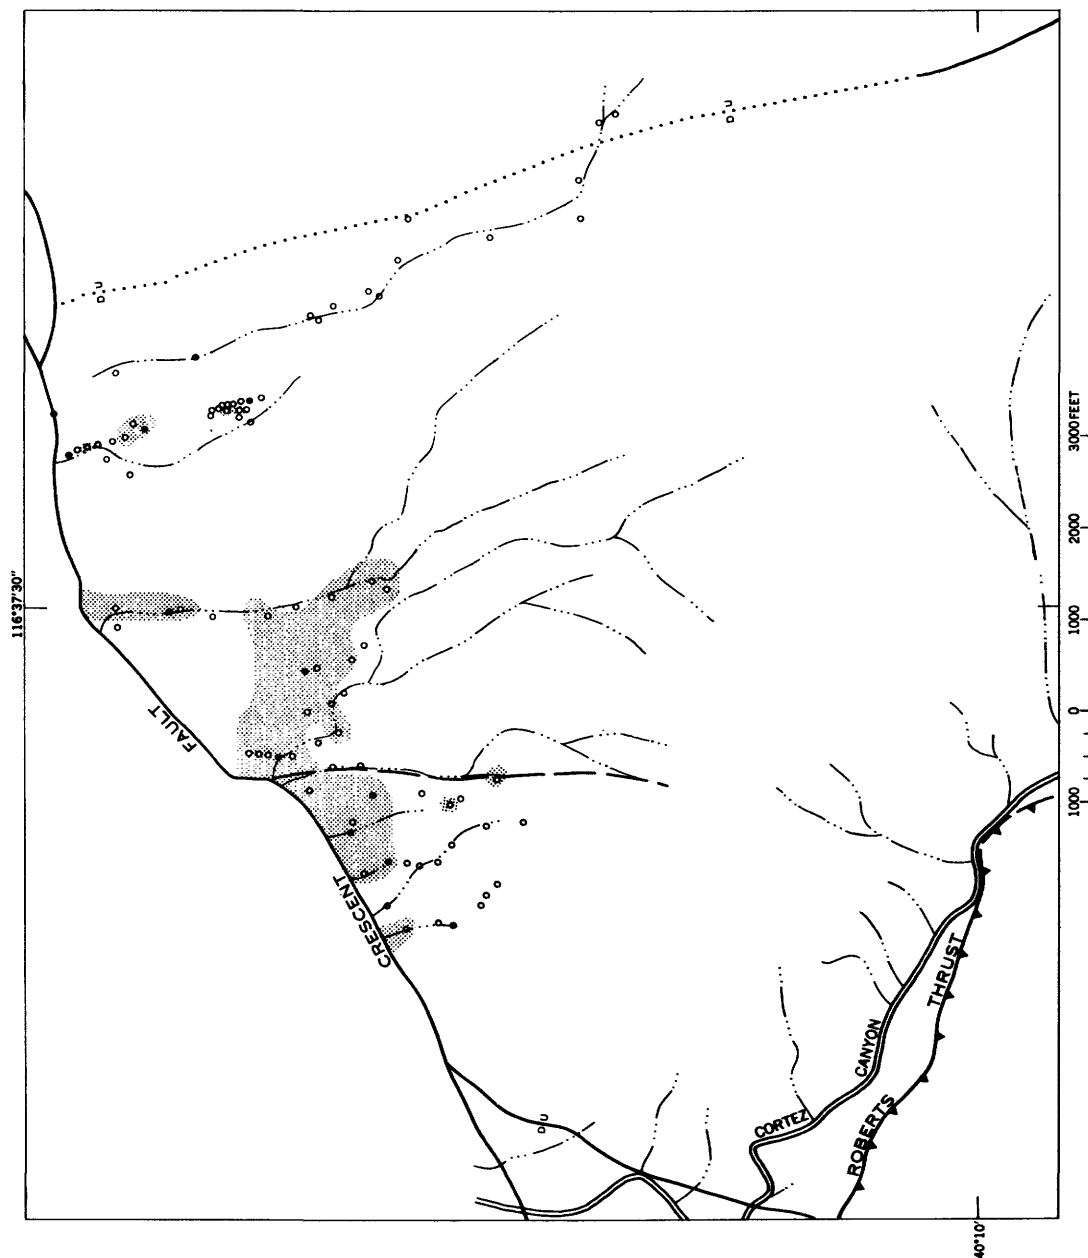 116°37'30"
D U
D U
FAULT
CRESCENT
D U
CORTEZ
CANYON
ROBERTS
THRUST
1000 0 1000 2000 3000 FEET
40°10'